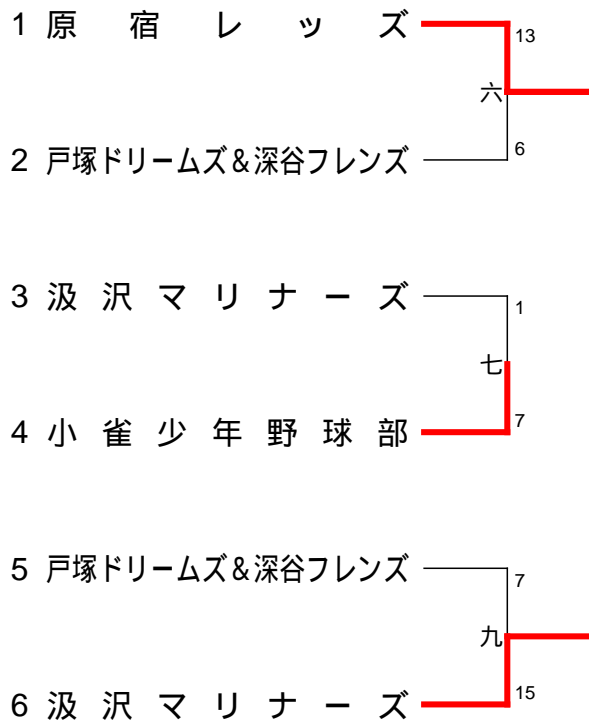 1 原宿レッズ 13
六
2 戸塚ドリームズ&深谷フレンズ 6
3 汲沢マリナーズ 1
七
4 小雀少年野球部 7
5 戸塚ドリームズ&深谷フレンズ 7
九
6 汲沢マリナーズ 15